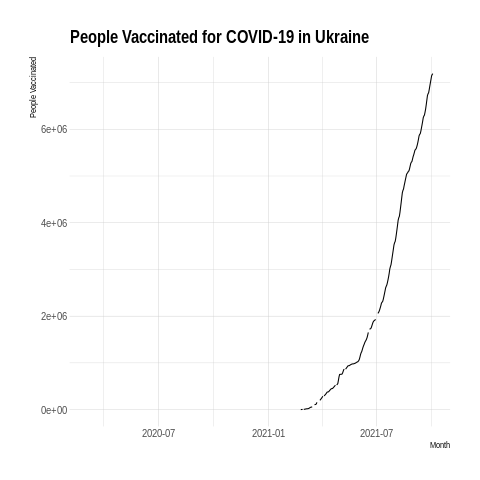 People Vaccinated for COVID-19 in Ukraine
People Vaccinated
6e+06
4e+06
2e+06
0e+00
2020-07 2021-01 2021-07
Month